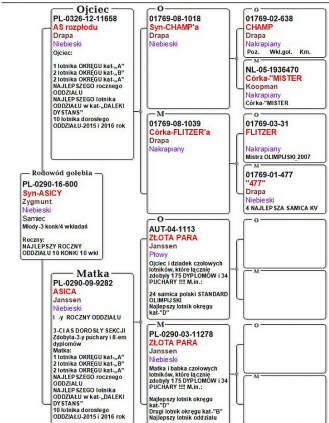 Rodowód gołębia
PL-0290-16-600
Syn-ASICY
Zygmunt
Niebieski
Samiec
Młody-3 konk/4 wkładań
Roczny:
NAJLEPSZY ROCZNY
ODDZIAŁU 10 KONK/10 wkł
Ojciec
PL-0326-12-11658
AS rozpłodu
Drapa
Niebieski
Ojciec:
1 lotnika OKRĘGU kat-„A"
2 lotnika OKRĘGU kat-„B"
2 lotnika OKRĘGU kat-„A"
NAJLEPSZEGO rocznego
ODDZIAŁU
NAJLEPSZEGO lotnika
ODDZIAŁU w kat-„DALEKI
DYSTANS"
10 lotnika dorosłego
ODDZIAŁU-2015 i 2016 rok
Matka
PL-0290-09-9282
ASICA
Janssen
Niebieski
I -y ROCZNY ODDZIAŁU
3-CI AS DOROSŁY SEKCJI
Zdobyła-3-y puchary i 8-em
dyplomów
Matka:
1 lotnika OKRĘGU kat-„A"
2 lotnika OKRĘGU kat-„B"
2 lotnika OKRĘGU kat-„A"
NAJLEPSZEGO rocznego
ODDZIAŁU
NAJLEPSZEGO lotnika
ODDZIAŁU w kat-„DALEKI
DYSTANS"
10 lotnika dorosłego
ODDZIAŁU-2015 i 2016 rok
O
01769-08-1018
Syn-CHAMP'a
Drapa
Niebieski
M
01769-08-1039
Córka-FLITZER'a
Drapa
Nakrapiany
O
AUT-04-1113
ZŁOTA PARA
Janssen
Płowy
Ojciec i dziadek czołowych
lotników, które łącznie
zdobyły 175 DYPLOMÓW i 34
PUCHARY !!! M.in.:
24 samica polski STANDARD
OLIMPIJSKI
Najlepszy lotnik okręgu
kat-"D"
M
PL-0290-03-11278
ZŁOTA PARA
Janssen
Niebieski
Matka i babka czołowych
lotników, które łącznie
zdobyły 175 DYPLOMÓW i 34
PUCHARY !!! M.in.:
Najlepszy lotnik okręgu
kat-"D"
Drugi lotnik okręgu kat-"B"
Najlepszy lotnik oddziału
O
01769-02-638
CHAMP
Drapa
Nakrapiany
Poz. Wkl.goł. Km.
M
NL-05-1936470
Córka-"MISTER
Koopman
Nakrapiany
Córka-"MISTER
O
01769-03-31
FLITZER
Nakrapiany
Mistrz OLIMPIJSKI 2007
M
01769-01-477
"477"
Drapa
Niebieski
4 NAJLEPSZA SAMICA KV
O
M
O
M